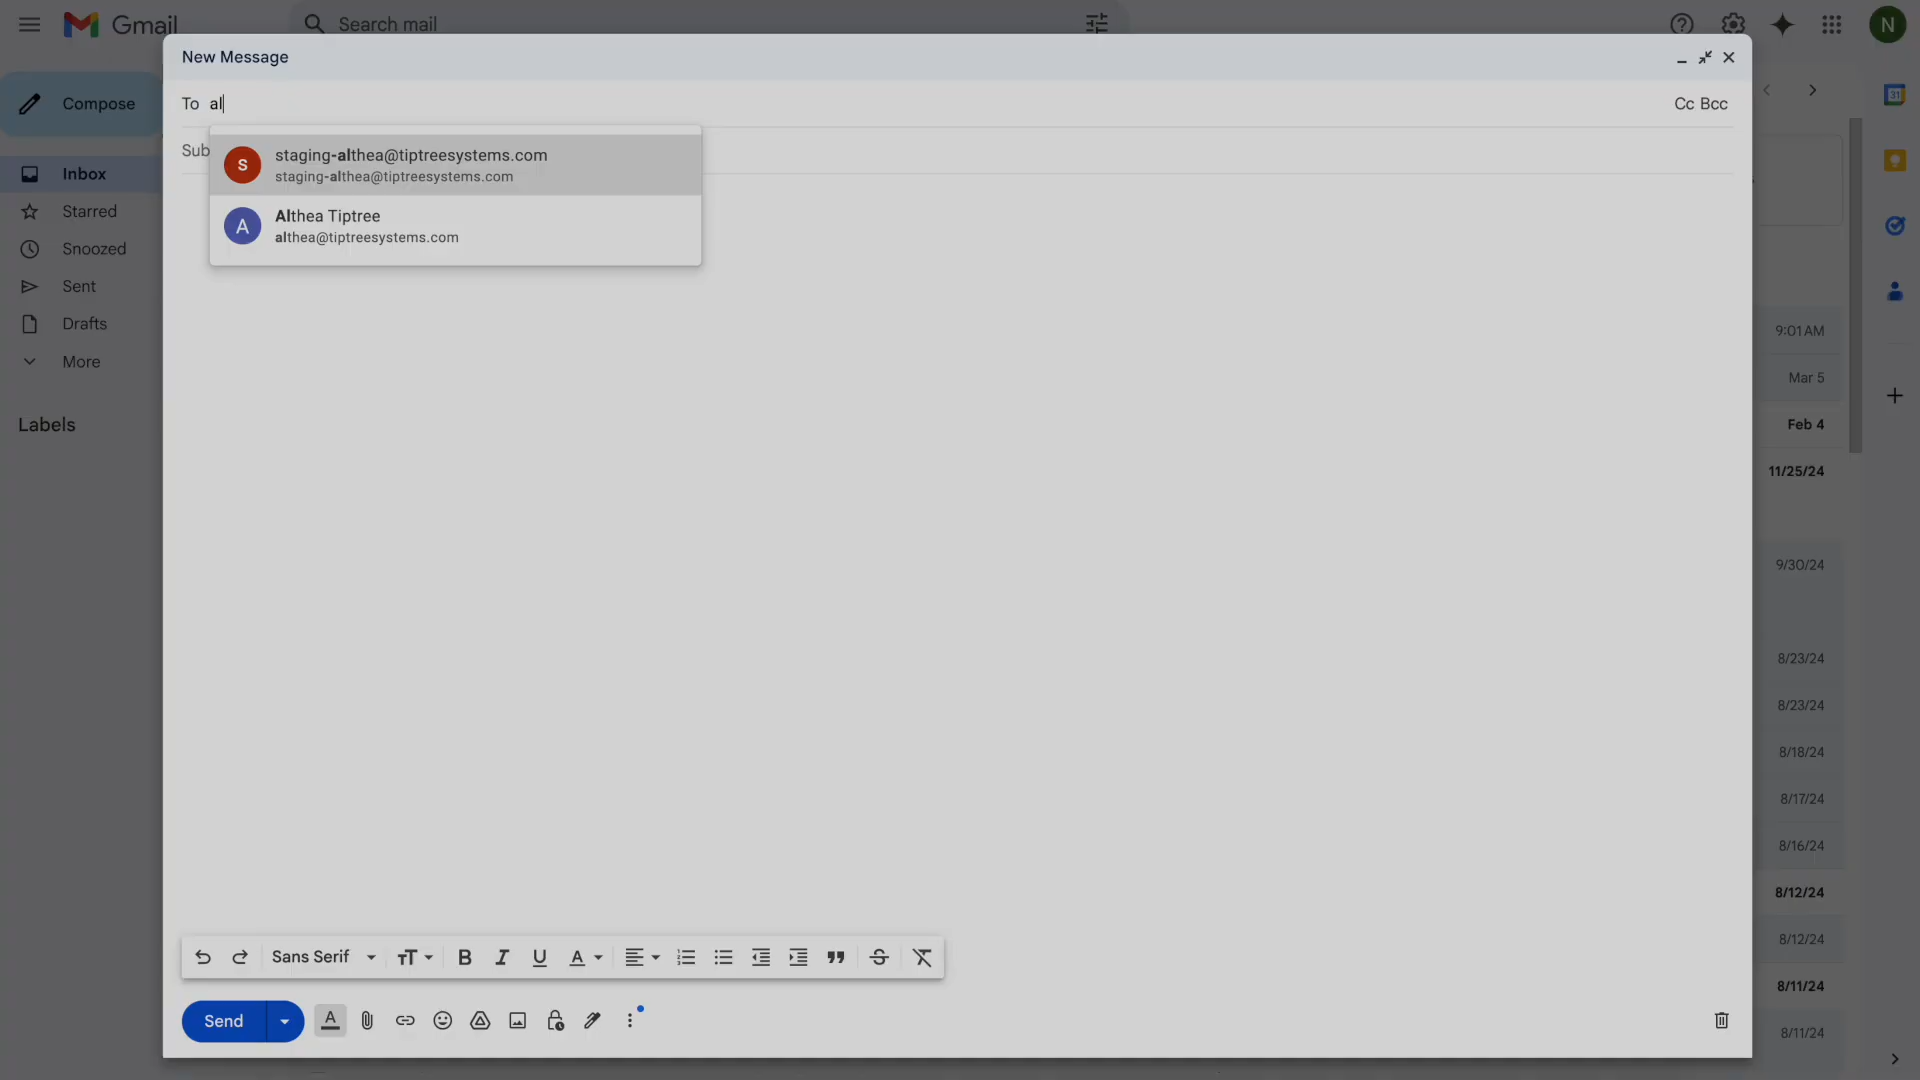 Gmail
Search mail
N
New Message
Compose
To al
Cc Bcc
Sub
S
staging-althea@tiptreesystems.com
staging-althea@tiptreesystems.com
A
Althea Tiptree
althea@tiptreesystems.com
Inbox
Starred
Snoozed
Sent
Drafts
More
Labels
31
9:01 AM
Mar 5
Feb 4
11/25/24
9/30/24
8/23/24
8/23/24
8/18/24
8/17/24
8/16/24
8/12/24
8/12/24
8/11/24
8/11/24
Sans Serif
Send